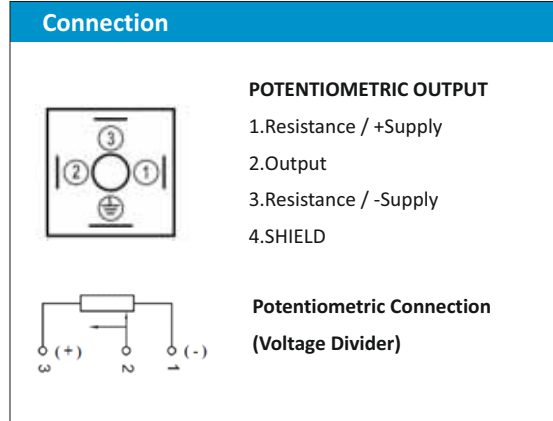 Connection
POTENTIOMETRIC OUTPUT
1.Resistance / +Supply
2.Output
3.Resistance / -Supply
4.SHIELD
3
2 1
Potentiometric Connection
(Voltage Divider)
(+) (-)
3 2 1